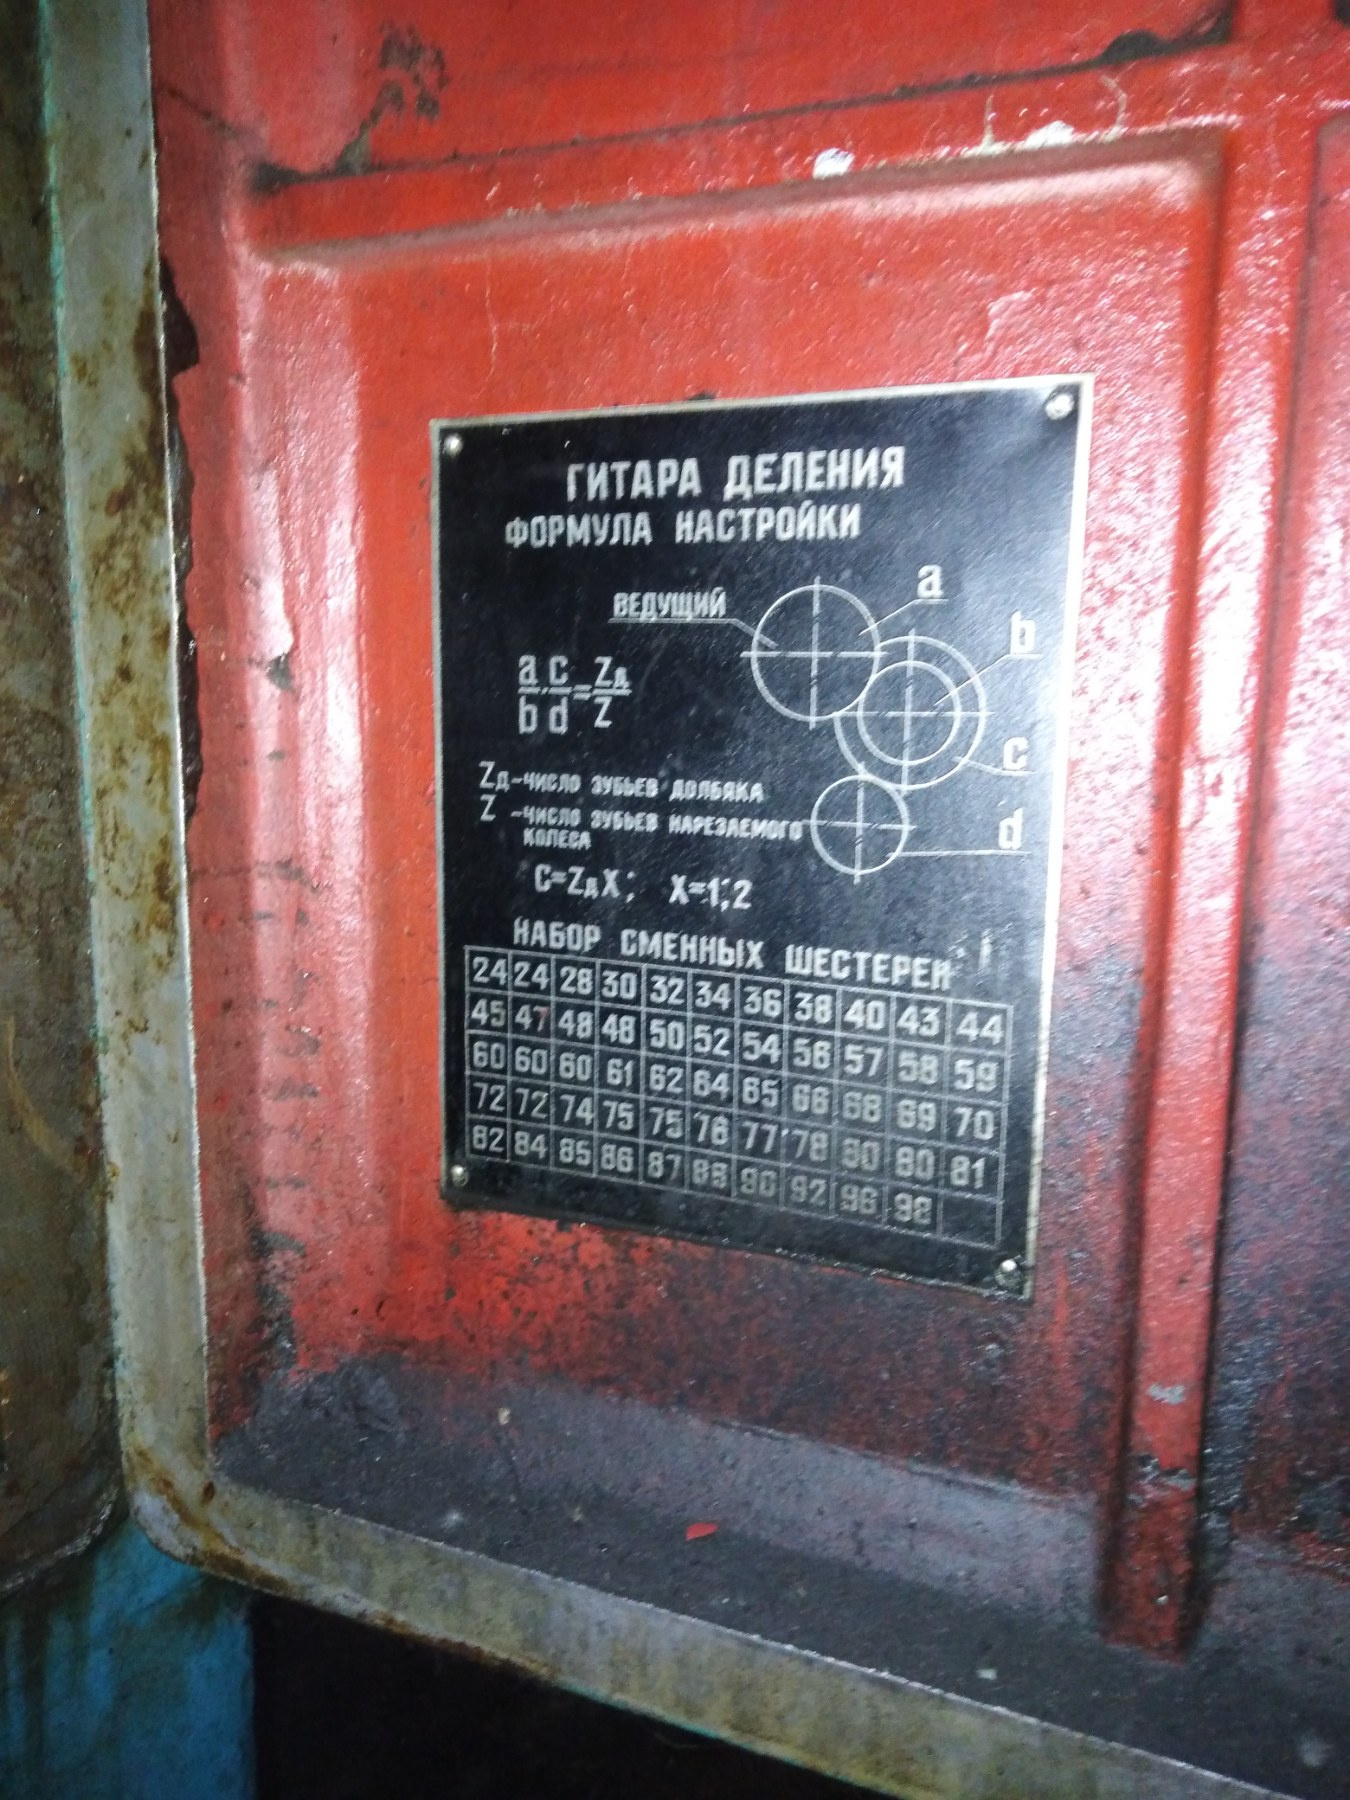 ГИТАРА ДЕЛЕНИЯ
ФОРМУЛА НАСТРОЙКИ
ВЕДУЩИЙ
a
b
c
d
a/b · c/d = Zд/Z
Zд – ЧИСЛО ЗУБЬЕВ ДОЛБЯКА
Z – ЧИСЛО ЗУБЬЕВ НАРЕЗАЕМОГО
КОЛЕСА
C=ZдX; X=1;2
НАБОР СМЕННЫХ ШЕСТЕРЕН
24 24 28 30 32 34 36 38 40 43 44
45 47 48 48 50 52 54 56 57 58 59
60 60 60 61 62 64 65 66 68 69 70
72 72 74 75 75 76 77 78 80 80 81
82 84 85 86 87 88 90 92 96 98